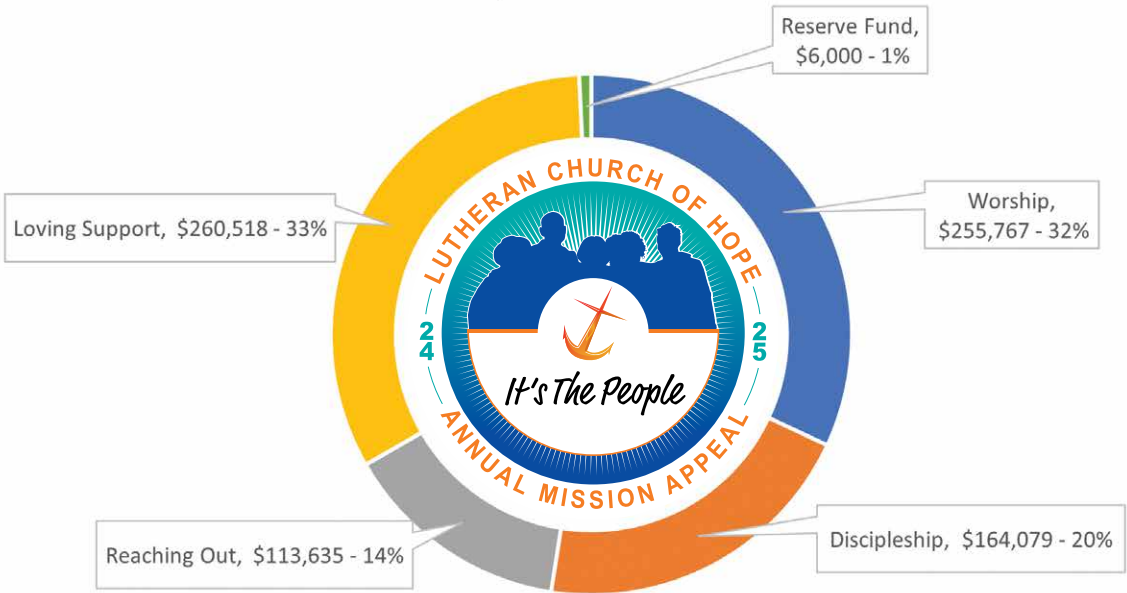 Reserve Fund,
$6,000 - 1%
Worship,
$255,767 - 32%
Loving Support,  $260,518 - 33%
LUTHERAN CHURCH OF HOPE
24
25
It's The People
ANNUAL MISSION APPEAL
Discipleship,  $164,079 - 20%
Reaching Out,  $113,635 - 14%